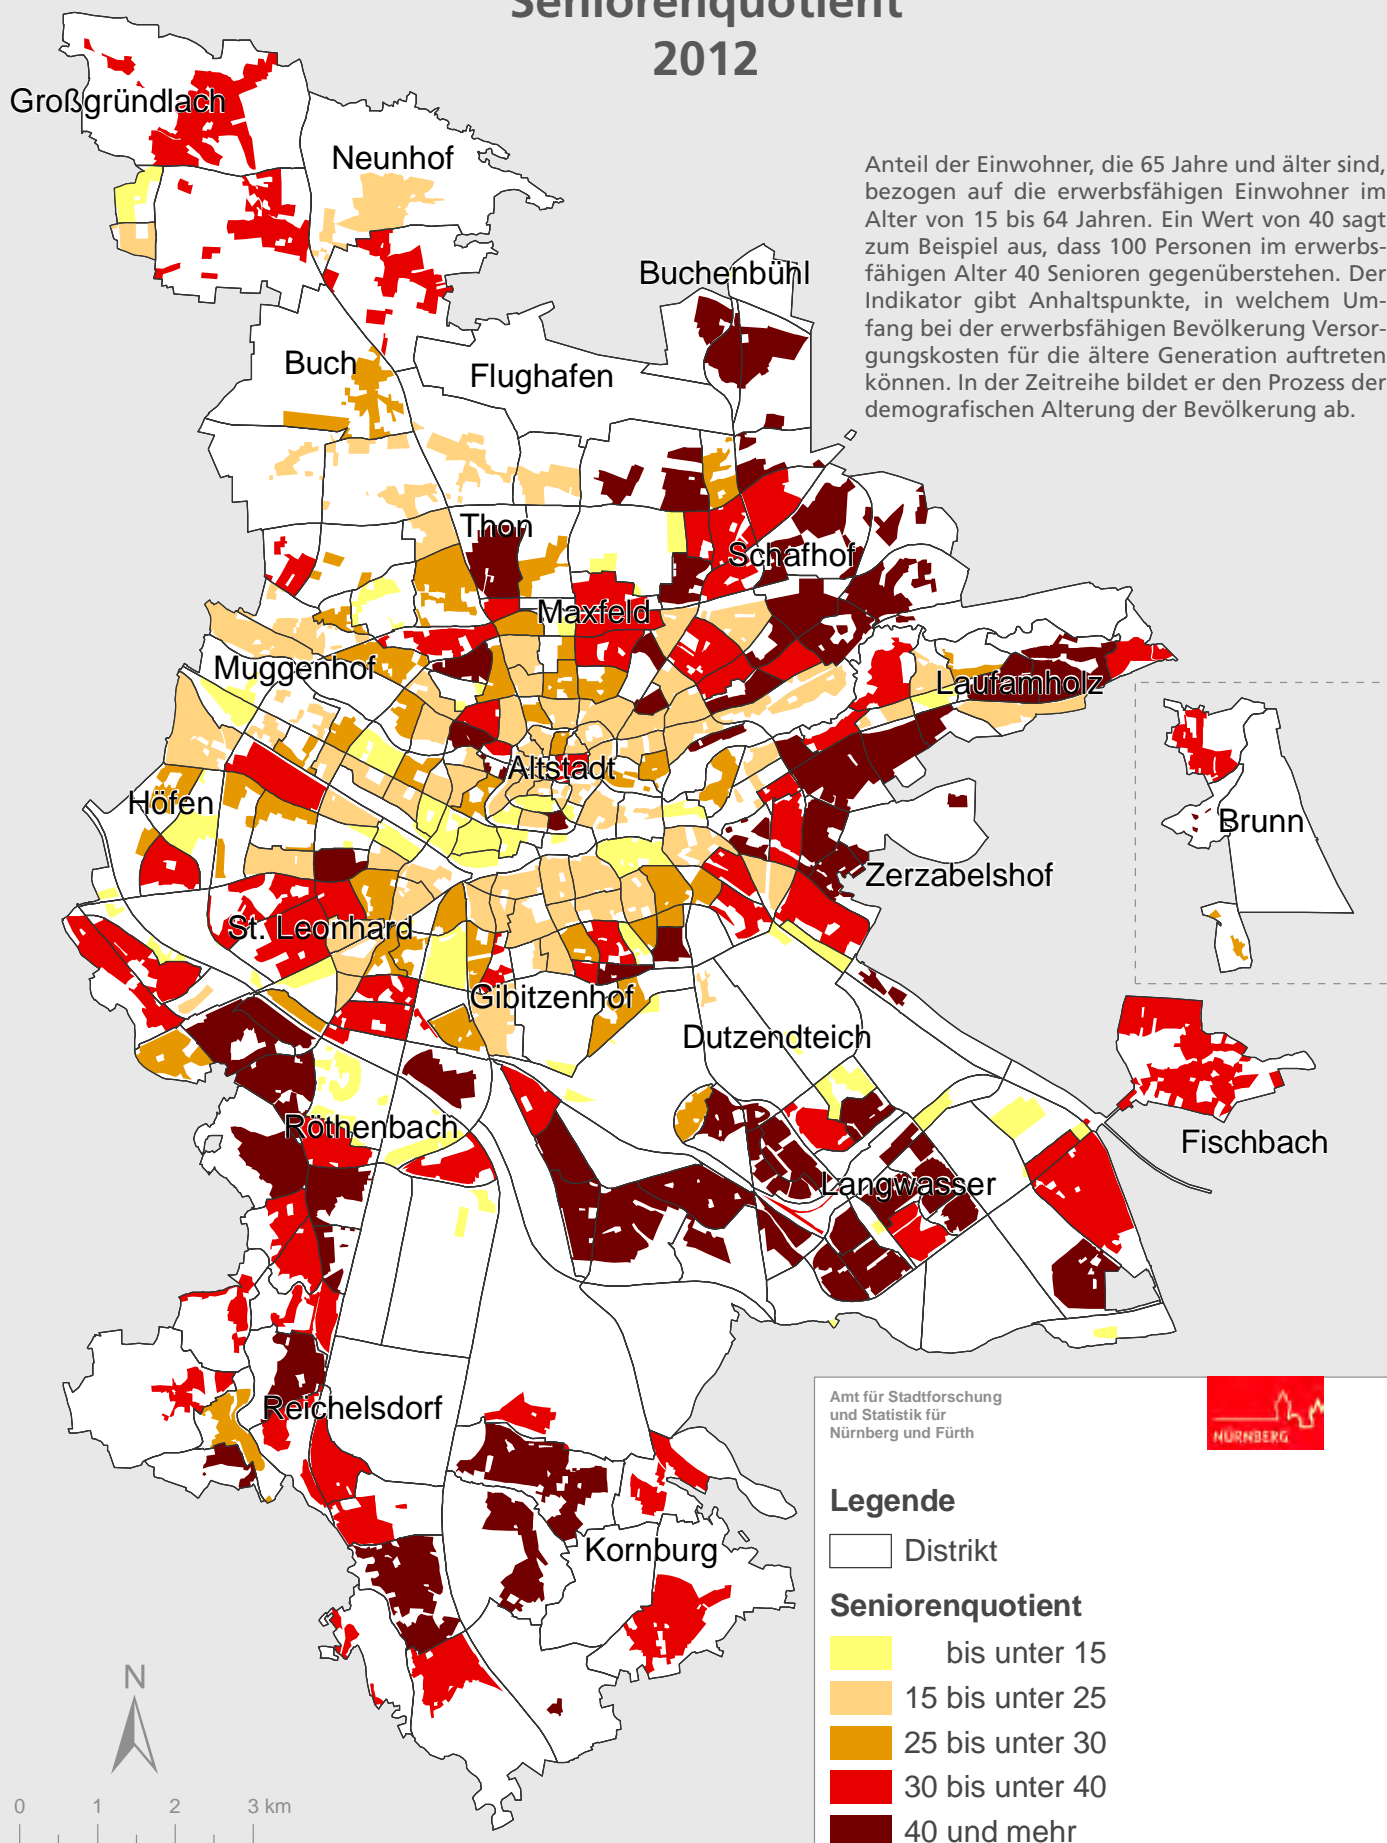 Seniorenquotient
2012
Anteil der Einwohner, die 65 Jahre und älter sind,
bezogen auf die erwerbsfähigen Einwohner im
Alter von 15 bis 64 Jahren. Ein Wert von 40 sagt
zum Beispiel aus, dass 100 Personen im erwerbs-
fähigen Alter 40 Senioren gegenüberstehen. Der
Indikator gibt Anhaltspunkte, in welchem Um-
fang bei der erwerbsfähigen Bevölkerung Versor-
gungskosten für die ältere Generation auftreten
können. In der Zeitreihe bildet er den Prozess der
demografischen Alterung der Bevölkerung ab.
Großgründlach
Neunhof
Buchenbühl
Buch
Flughafen
Thon
Schafhof
Maxfeld
Muggenhof
Laufamholz
Altstadt
Höfen
Brunn
Zerzabelshof
St. Leonhard
Gibitzenhof
Dutzendteich
Röthenbach
Fischbach
Langwasser
Reichelsdorf
Kornburg
Amt für Stadtforschung
und Statistik für
Nürnberg und Fürth
NÜRNBERG
Legende
Distrikt
Seniorenquotient
bis unter 15
15 bis unter 25
25 bis unter 30
30 bis unter 40
40 und mehr
N
0 1 2 3 km